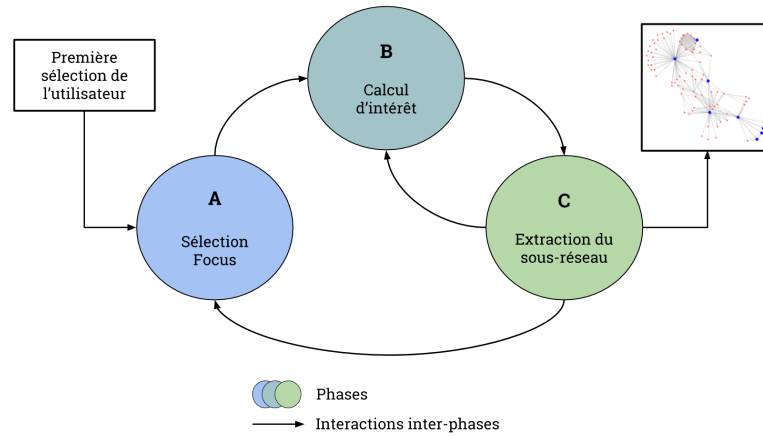 Première
sélection de
l'utilisateur
A
Sélection
Focus
B
Calcul
d'intérêt
C
Extraction du
sous-réseau
Phases
Interactions inter-phases